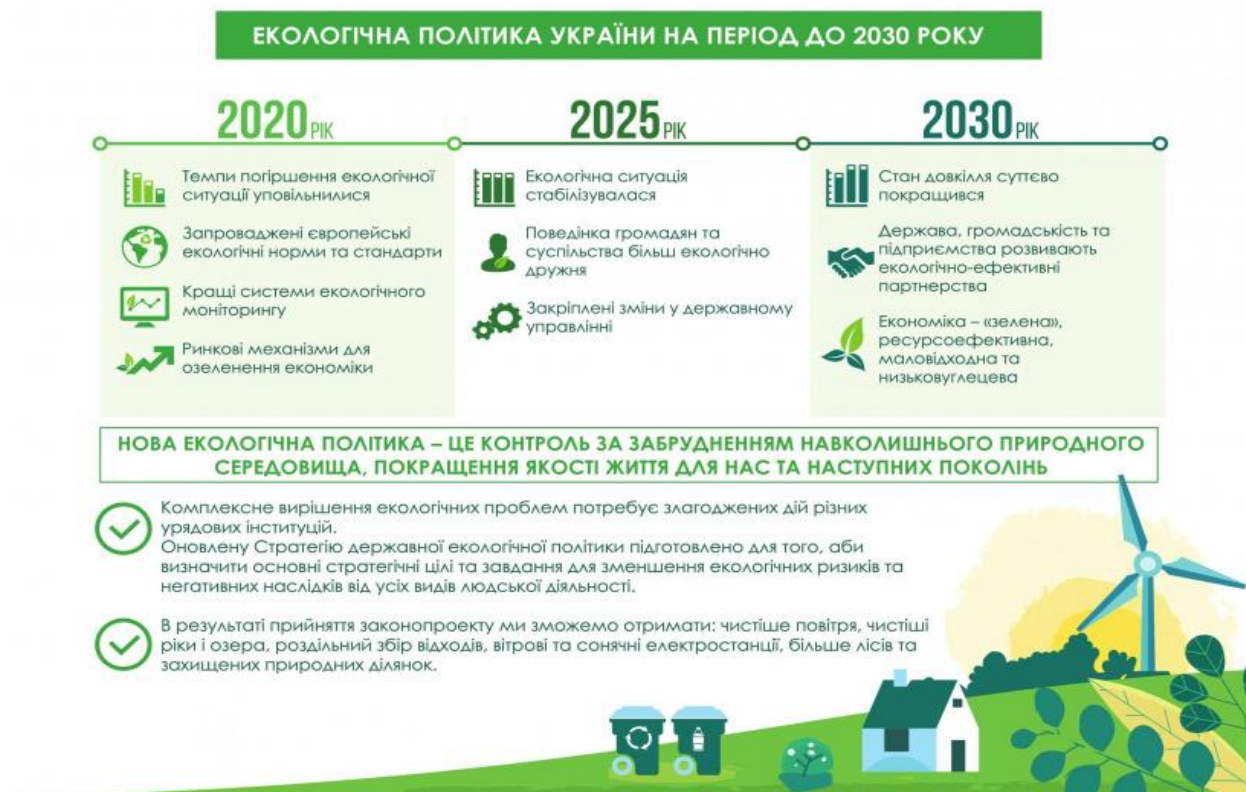 ЕКОЛОГІЧНА ПОЛІТИКА УКРАЇНИ НА ПЕРІОД ДО 2030 РОКУ
2020 РІК
Темпи погіршення екологічної
ситуації уповільнилися
Запроваджені європейські
екологічні норми та стандарти
Кращі системи екологічного
моніторингу
Ринкові механізми для
озеленення економіки
2025 РІК
Екологічна ситуація
стабілізувалася
Поведінка громадян та
суспільства більш екологічно
дружня
Закріплені зміни у державному
управлінні
2030 РІК
Стан довкілля суттєво
покращився
Держава, громадськість та
підприємства розвивають
екологічно-ефективні
партнерства
Економіка – «зелена»,
ресурсоефективна,
маловідходна та
низьковуглецева
НОВА ЕКОЛОГІЧНА ПОЛІТИКА – ЦЕ КОНТРОЛЬ ЗА ЗАБРУДНЕННЯМ НАВКОЛИШНЬОГО ПРИРОДНОГО
СЕРЕДОВИЩА, ПОКРАЩЕННЯ ЯКОСТІ ЖИТТЯ ДЛЯ НАС ТА НАСТУПНИХ ПОКОЛІНЬ
Комплексне вирішення екологічних проблем потребує злагоджених дій різних
урядових інституцій.
Оновлену Стратегію державної екологічної політики підготовлено для того, аби
визначити основні стратегічні цілі та завдання для зменшення екологічних ризиків та
негативних наслідків від усіх видів людської діяльності.
В результаті прийняття законопроекту ми зможемо отримати: чистіше повітря, чистіші
ріки і озера, роздільний збір відходів, вітрові та сонячні електростанції, більше лісів та
захищених природних ділянок.